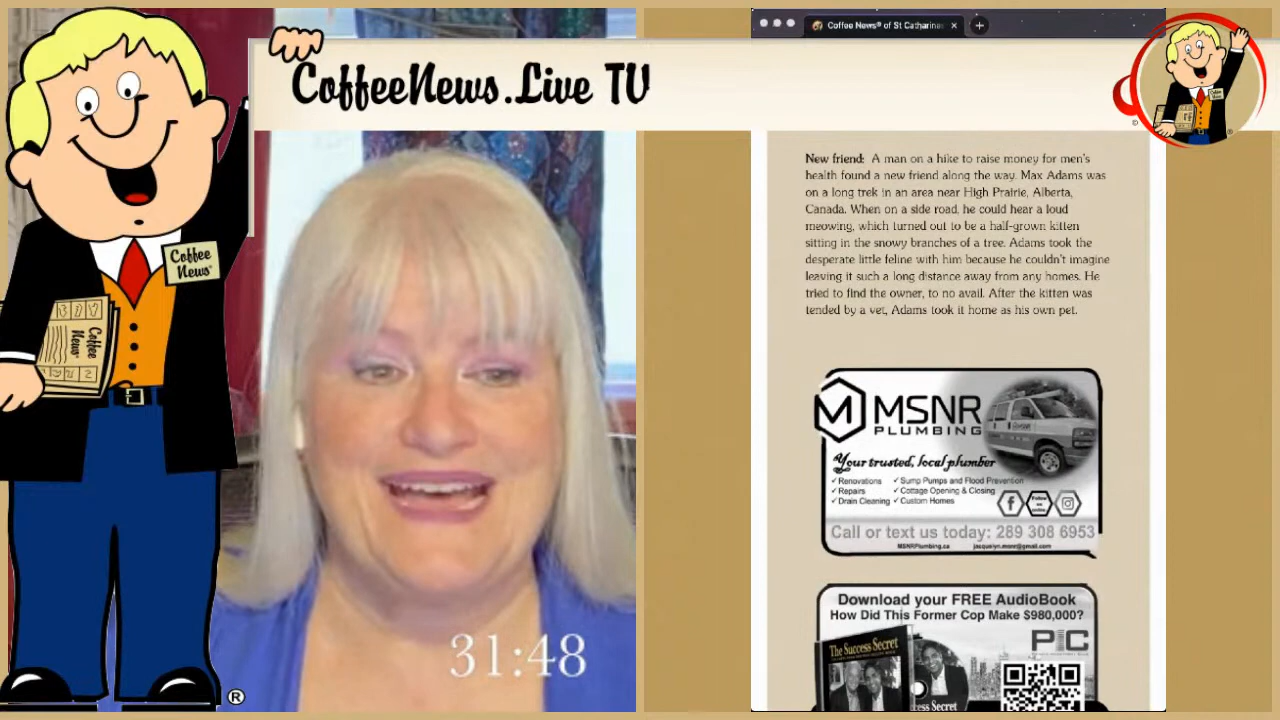 CoffeeNews.Live TV
Coffee News® of St Catharines
Coffee
News®
Coffee
News
®
31:48
New friend: A man on a hike to raise money for men's
health found a new friend along the way. Max Adams was
on a long trek in an area near High Prairie, Alberta,
Canada. When on a side road, he could hear a loud
meowing, which turned out to be a half-grown kitten
sitting in the snowy branches of a tree. Adams took the
desperate little feline with him because he couldn't imagine
leaving it such a long distance away from any homes. He
tried to find the owner, to no avail. After the kitten was
tended by a vet, Adams took it home as his own pet.
M MSNR
PLUMBING
Your trusted, local plumber
✓Renovations ✓Sump Pumps and Flood Prevention
✓Repairs ✓Cottage Opening & Closing
✓Drain Cleaning ✓Custom Homes
Follow us online
Call or text us today: 289 308 6953
MSNRPlumbing.ca jacquelyn.msnr@gmail.com
Download your FREE AudioBook
How Did This Former Cop Make $980,000?
The Success Secret
PIC